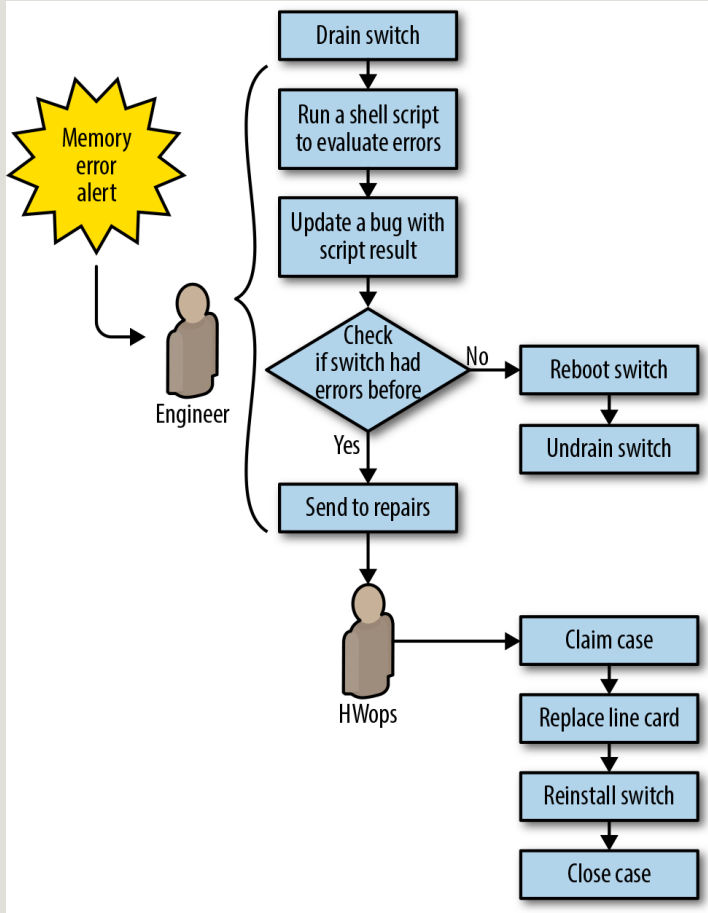 Drain switch
Memory
error
alert
Run a shell script
to evaluate errors
Update a bug with
script result
Engineer
Check
if switch had
errors before
No
Reboot switch
Undrain switch
Yes
Send to repairs
HWops
Claim case
Replace line card
Reinstall switch
Close case